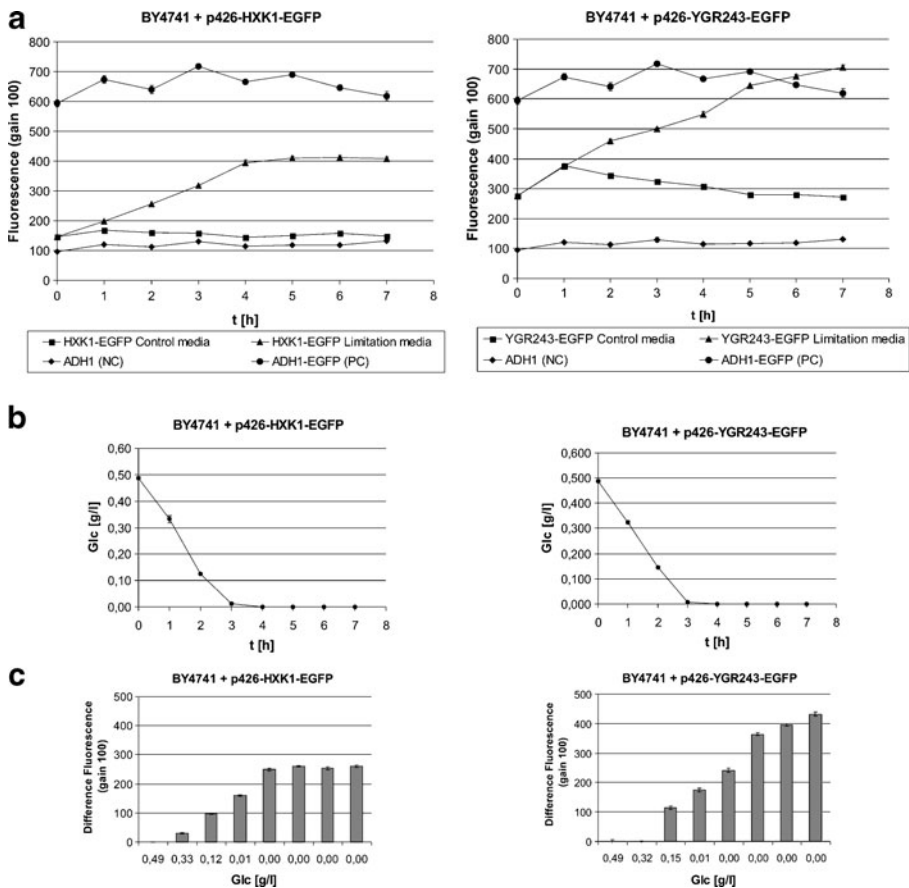 a
BY4741 + p426-HXK1-EGFP
Fluorescence (gain 100)
800
700
600
500
400
300
200
100
0
0 1 2 3 4 5 6 7 8
t [h]
HXK1-EGFP Control media
HXK1-EGFP Limitation media
ADH1 (NC)
ADH1-EGFP (PC)
BY4741 + p426-YGR243-EGFP
Fluorescence (gain 100)
800
700
600
500
400
300
200
100
0
0 1 2 3 4 5 6 7 8
t [h]
YGR243-EGFP Control media
YGR243-EGFP Limitation media
ADH1 (NC)
ADH1-EGFP (PC)
b
BY4741 + p426-HXK1-EGFP
Glc [g/l]
0,60
0,50
0,40
0,30
0,20
0,10
0,00
0 1 2 3 4 5 6 7 8
t [h]
BY4741 + p426-YGR243-EGFP
Glc [g/l]
0,600
0,500
0,400
0,300
0,200
0,100
0,000
0 1 2 3 4 5 6 7 8
t [h]
c
BY4741 + p426-HXK1-EGFP
Difference Fluorescence
(gain 100)
500
400
300
200
100
0
0,49 0,33 0,12 0,01 0,00 0,00 0,00 0,00
Glc [g/l]
BY4741 + p426-YGR243-EGFP
Difference Fluorescence
(gain 100)
500
400
300
200
100
0
0,49 0,32 0,15 0,01 0,00 0,00 0,00 0,00
Glc [g/l]